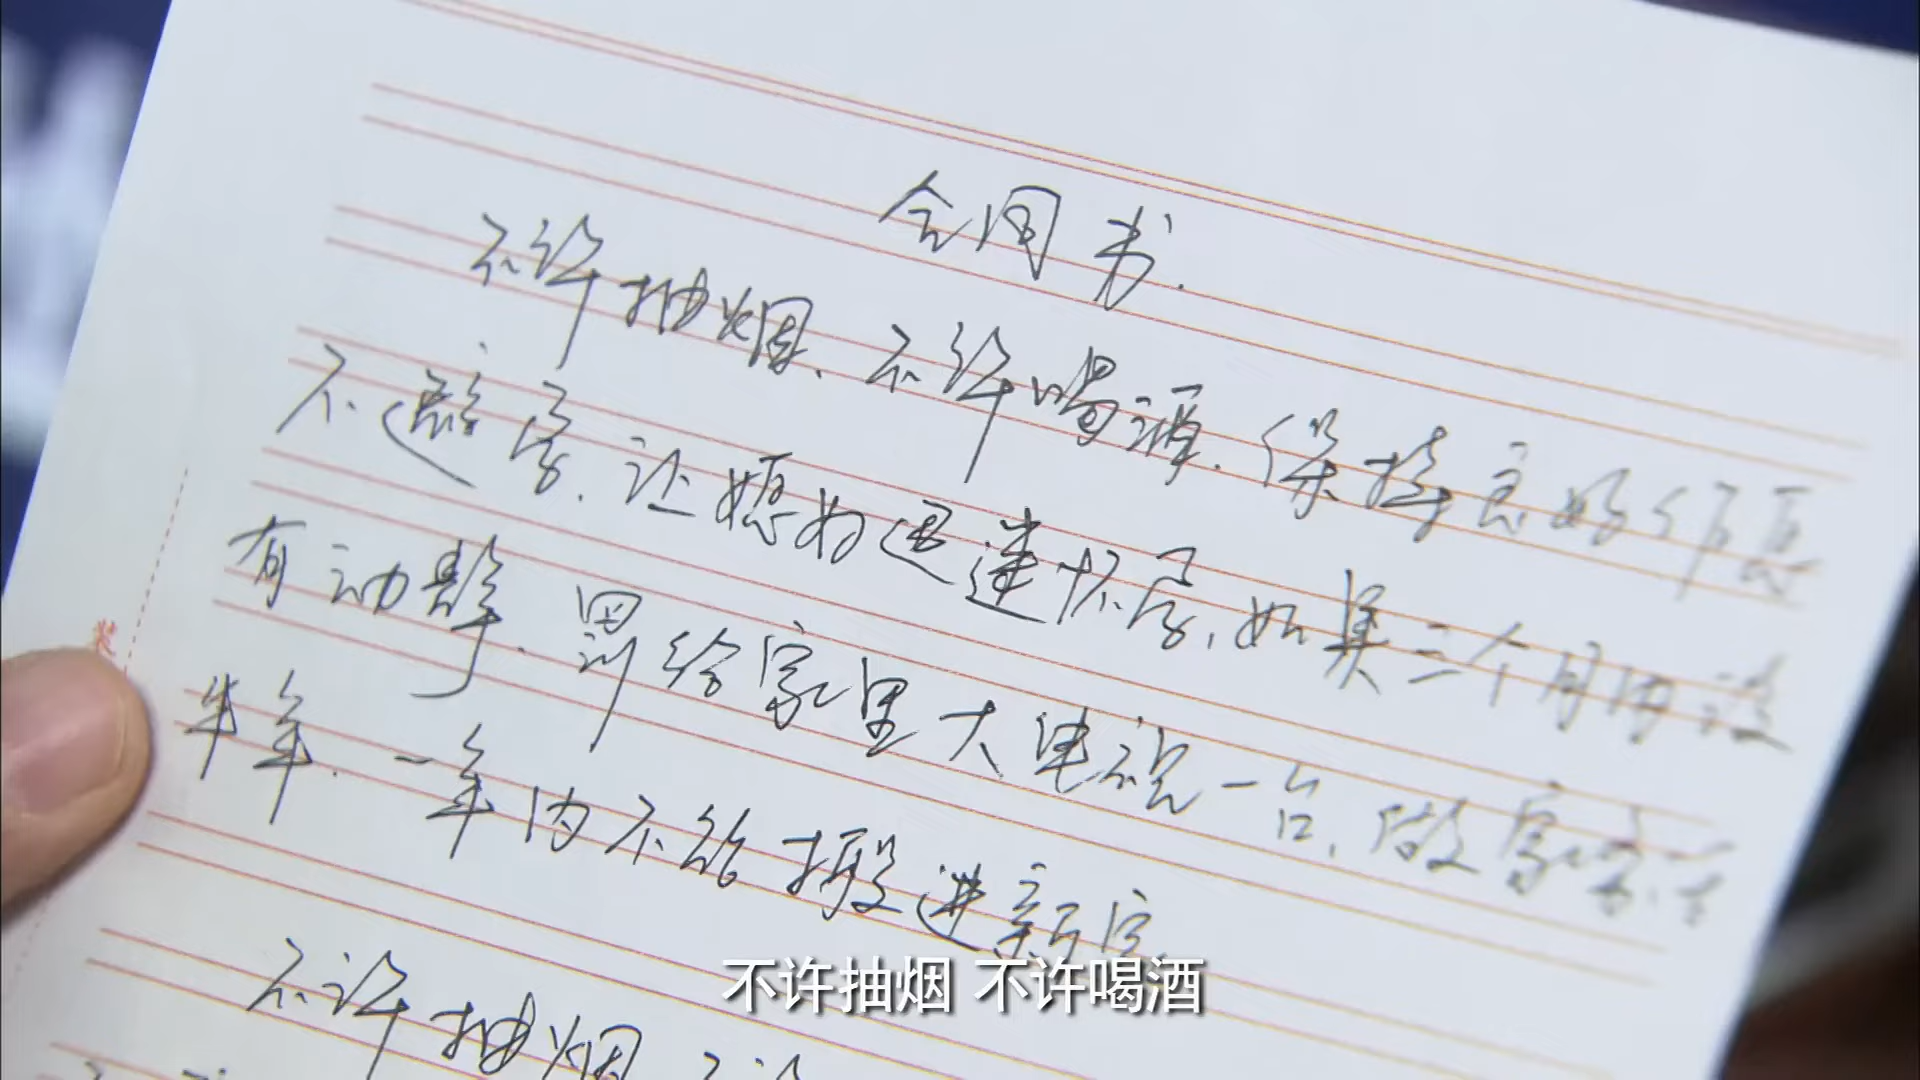 合同书.
不许抽烟、不许喝酒.保持良好作息
不避房.让媳妇迅速怀孕,如果三个月内没
有动静.罚给家里大电视一台.做家务
半年.一年内不能搬进新房
不许抽烟
不许抽烟 不许喝酒